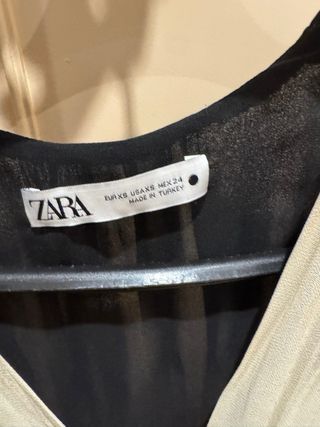 ZARA
EUR XS USA XS MEX 24
MADE IN TURKEY